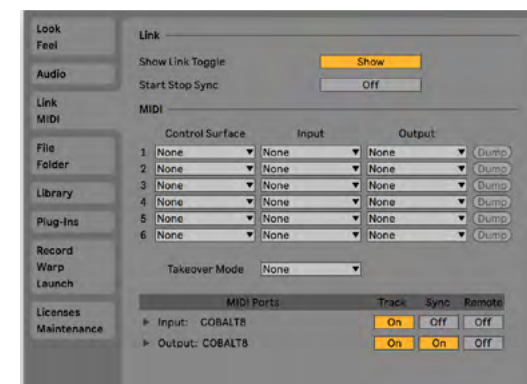 Look
Feel
Audio
Link
MIDI
File
Folder
Library
Plug-Ins
Record
Warp
Launch
Licenses
Maintenance
Link
Show Link Toggle Show
Start Stop Sync Off
MIDI
Control Surface Input Output
1 None None None Dump
2 None None None Dump
3 None None None Dump
4 None None None Dump
5 None None None Dump
6 None None None Dump
Takeover Mode None
MIDI Ports Track Sync Remote
Input: COBALT8 On Off Off
Output: COBALT8 On On Off